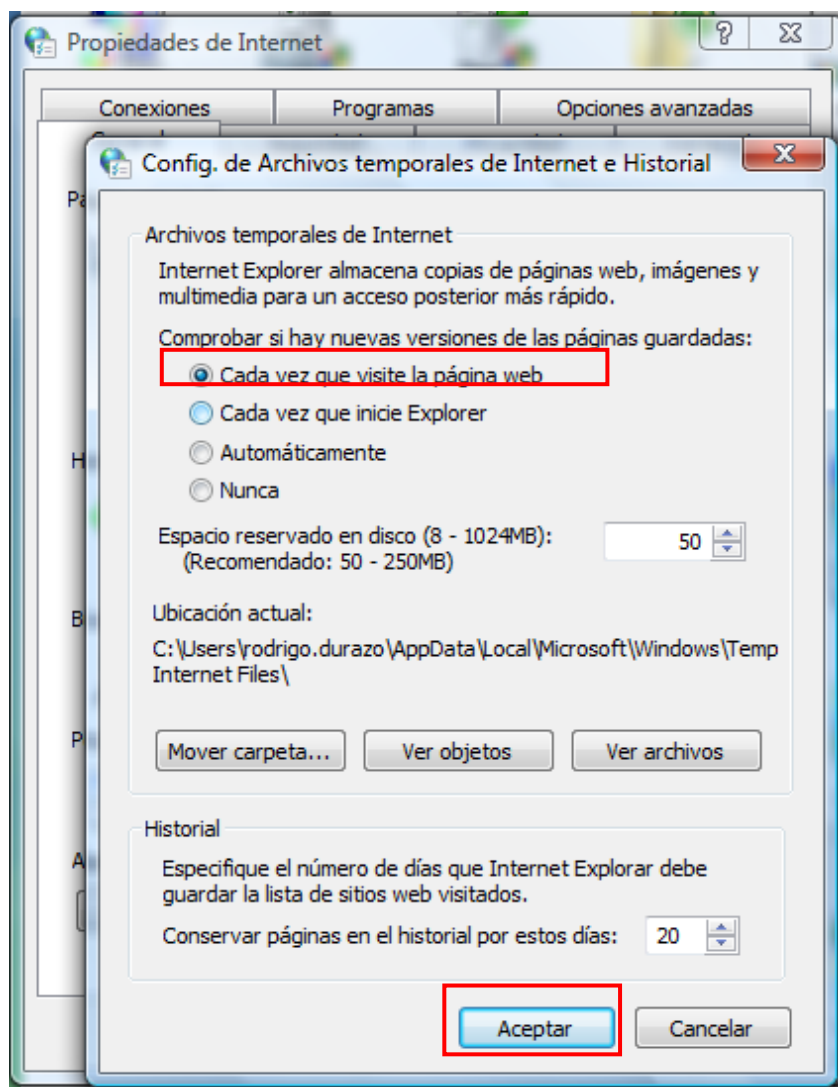 Propiedades de Internet
Conexiones
Programas
Opciones avanzadas
Config. de Archivos temporales de Internet e Historial
Archivos temporales de Internet
Internet Explorer almacena copias de páginas web, imágenes y
multimedia para un acceso posterior más rápido.
Comprobar si hay nuevas versiones de las páginas guardadas:
Cada vez que visite la página web
Cada vez que inicie Explorer
Automáticamente
Nunca
Espacio reservado en disco (8 - 1024MB):
50
(Recomendado: 50 - 250MB)
Ubicación actual:
C:\Users\rodrigo.durazo\AppData\Local\Microsoft\Windows\Temp
Internet Files\
Mover carpeta...
Ver objetos
Ver archivos
Historial
Especifique el número de días que Internet Explorar debe
guardar la lista de sitios web visitados.
Conservar páginas en el historial por estos días:
20
Aceptar
Cancelar